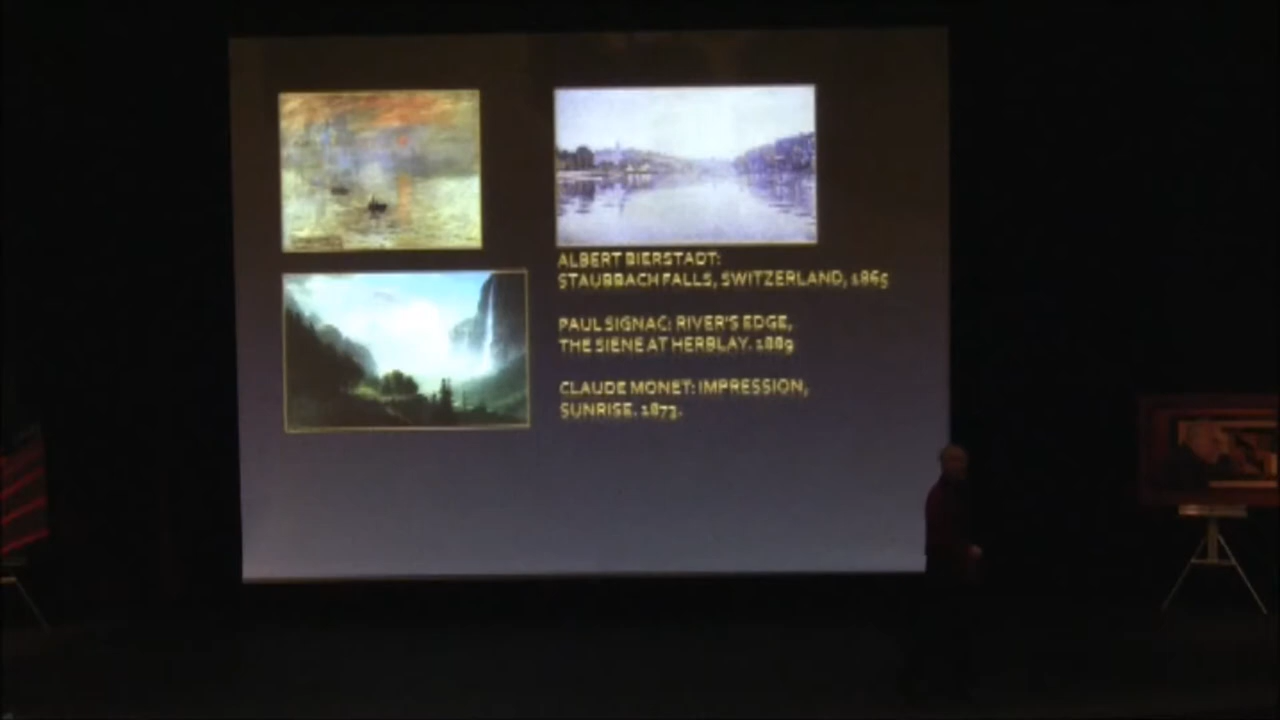 ALBERT BIERSTADT:
STAUBBACH FALLS, SWITZERLAND, 1865
PAUL SIGNAC: RIVER'S EDGE,
THE SIENE AT HERBLAY. 1889
CLAUDE MONET: IMPRESSION,
SUNRISE. 1873.